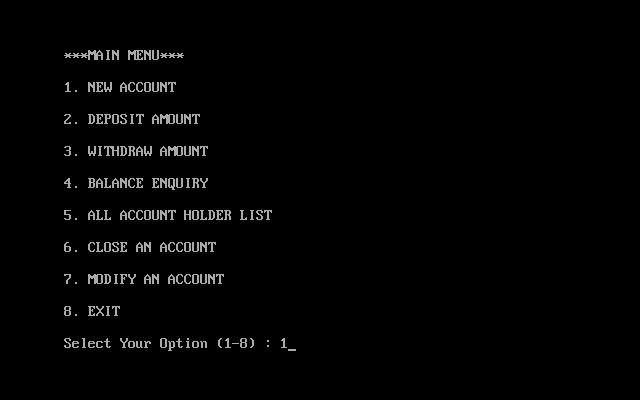 ***MAIN MENU***
1. NEW ACCOUNT
2. DEPOSIT AMOUNT
3. WITHDRAW AMOUNT
4. BALANCE ENQUIRY
5. ALL ACCOUNT HOLDER LIST
6. CLOSE AN ACCOUNT
7. MODIFY AN ACCOUNT
8. EXIT
Select Your Option (1-8) : 1_